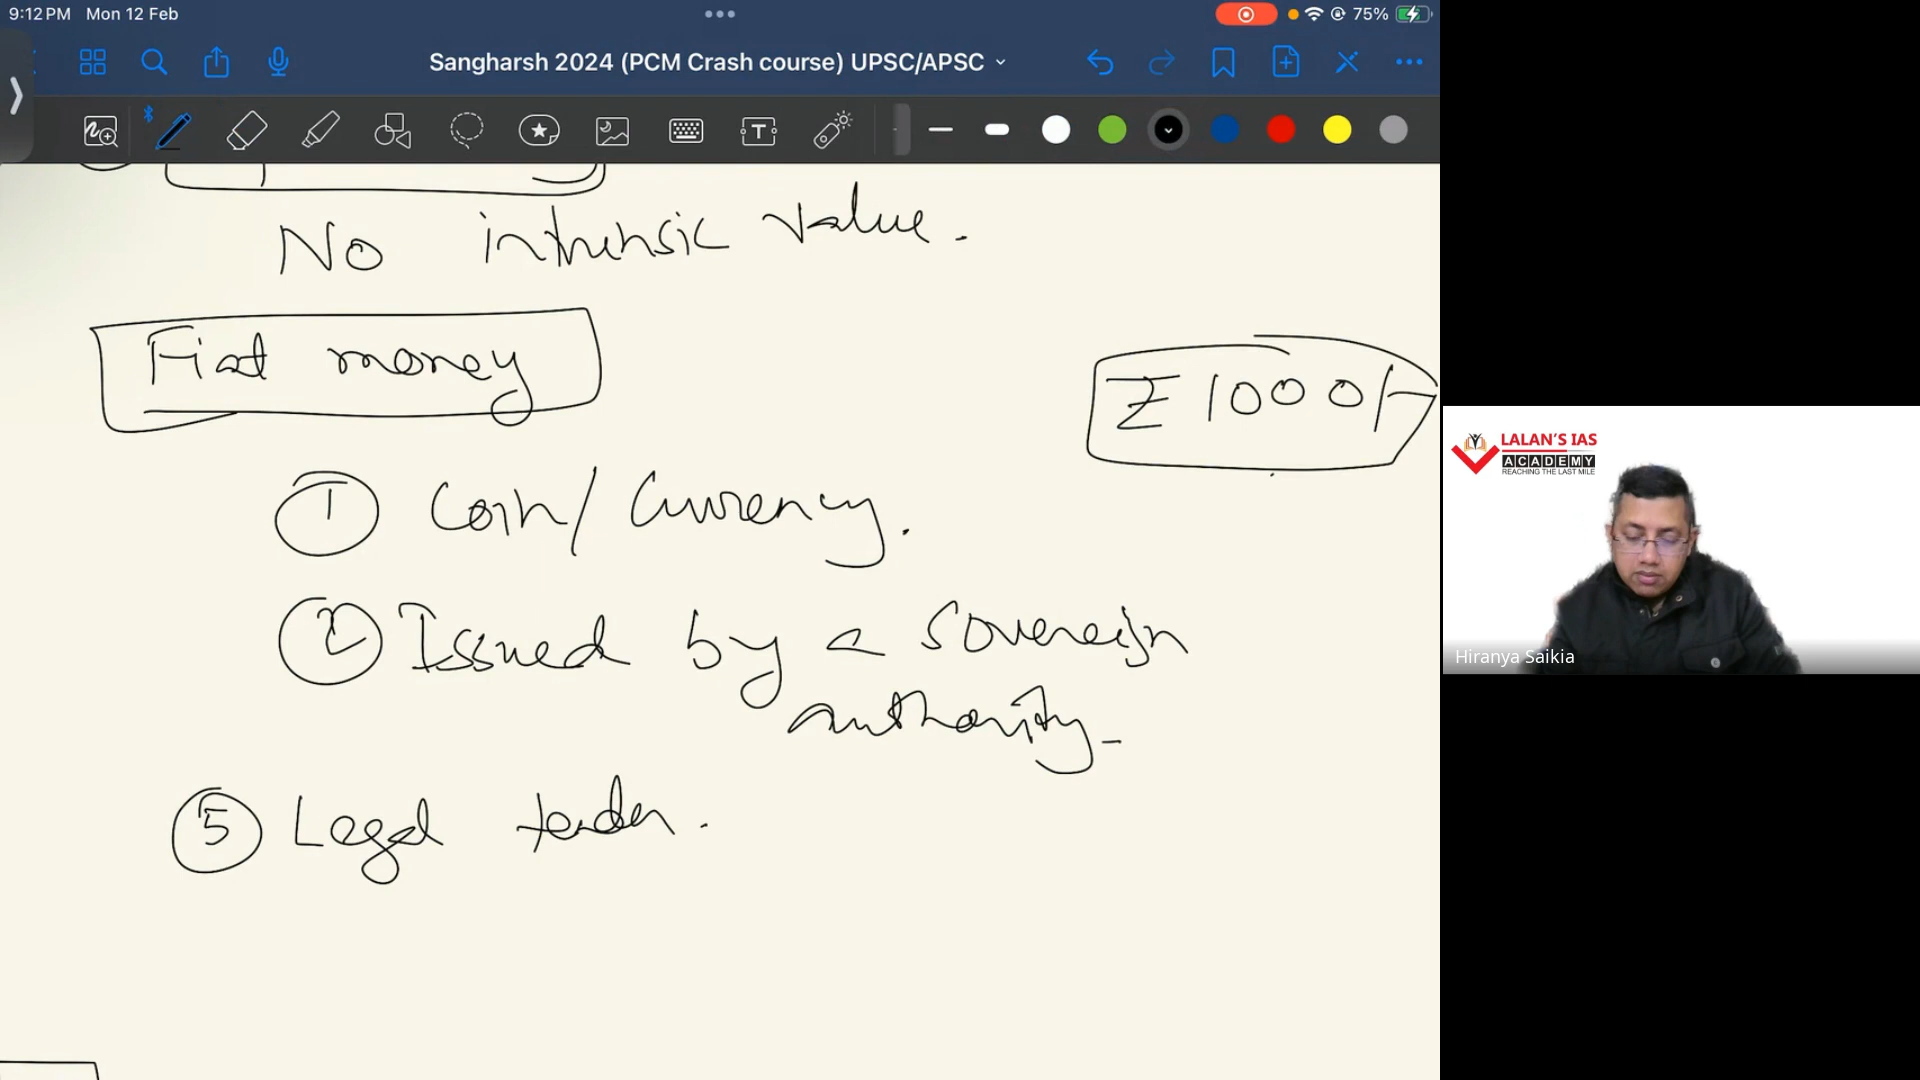 9:12 PM Mon 12 Feb
75%
Sangharsh 2024 (PCM Crash course) UPSC/APSC
No intrinsic value.
Fiat money
₹ 1000/-
1 Coin/Currency.
2 Issued by a sovereign
authority.
5 Legal tender.
LALAN'S IAS
ACADEMY
REACHING THE LAST MILE
Hiranya Saikia